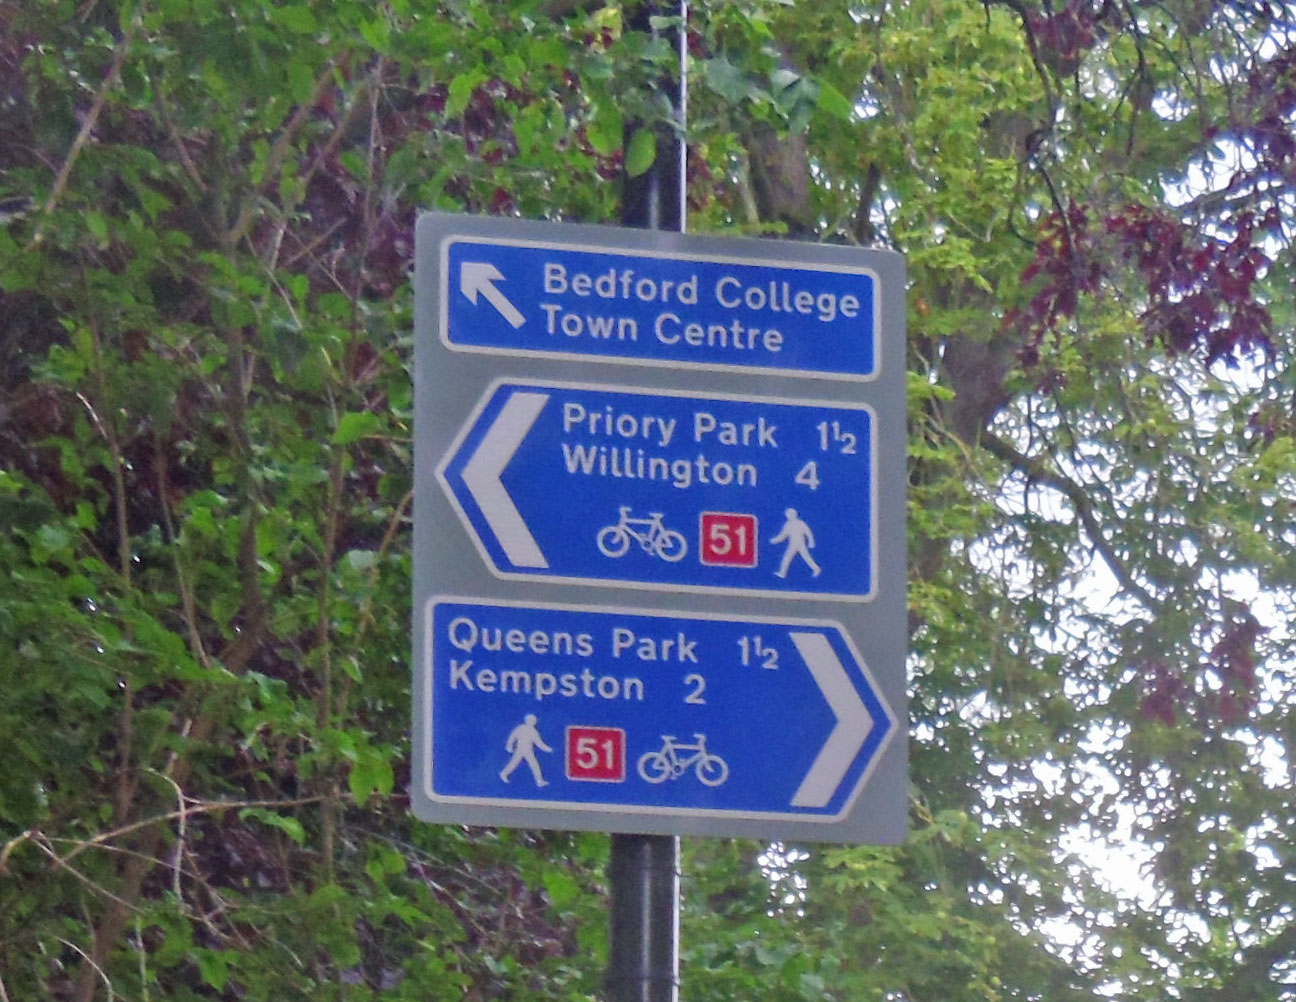 Bedford College
Town Centre
Priory Park 1½
Willington 4
51
Queens Park 1½
Kempston 2
51